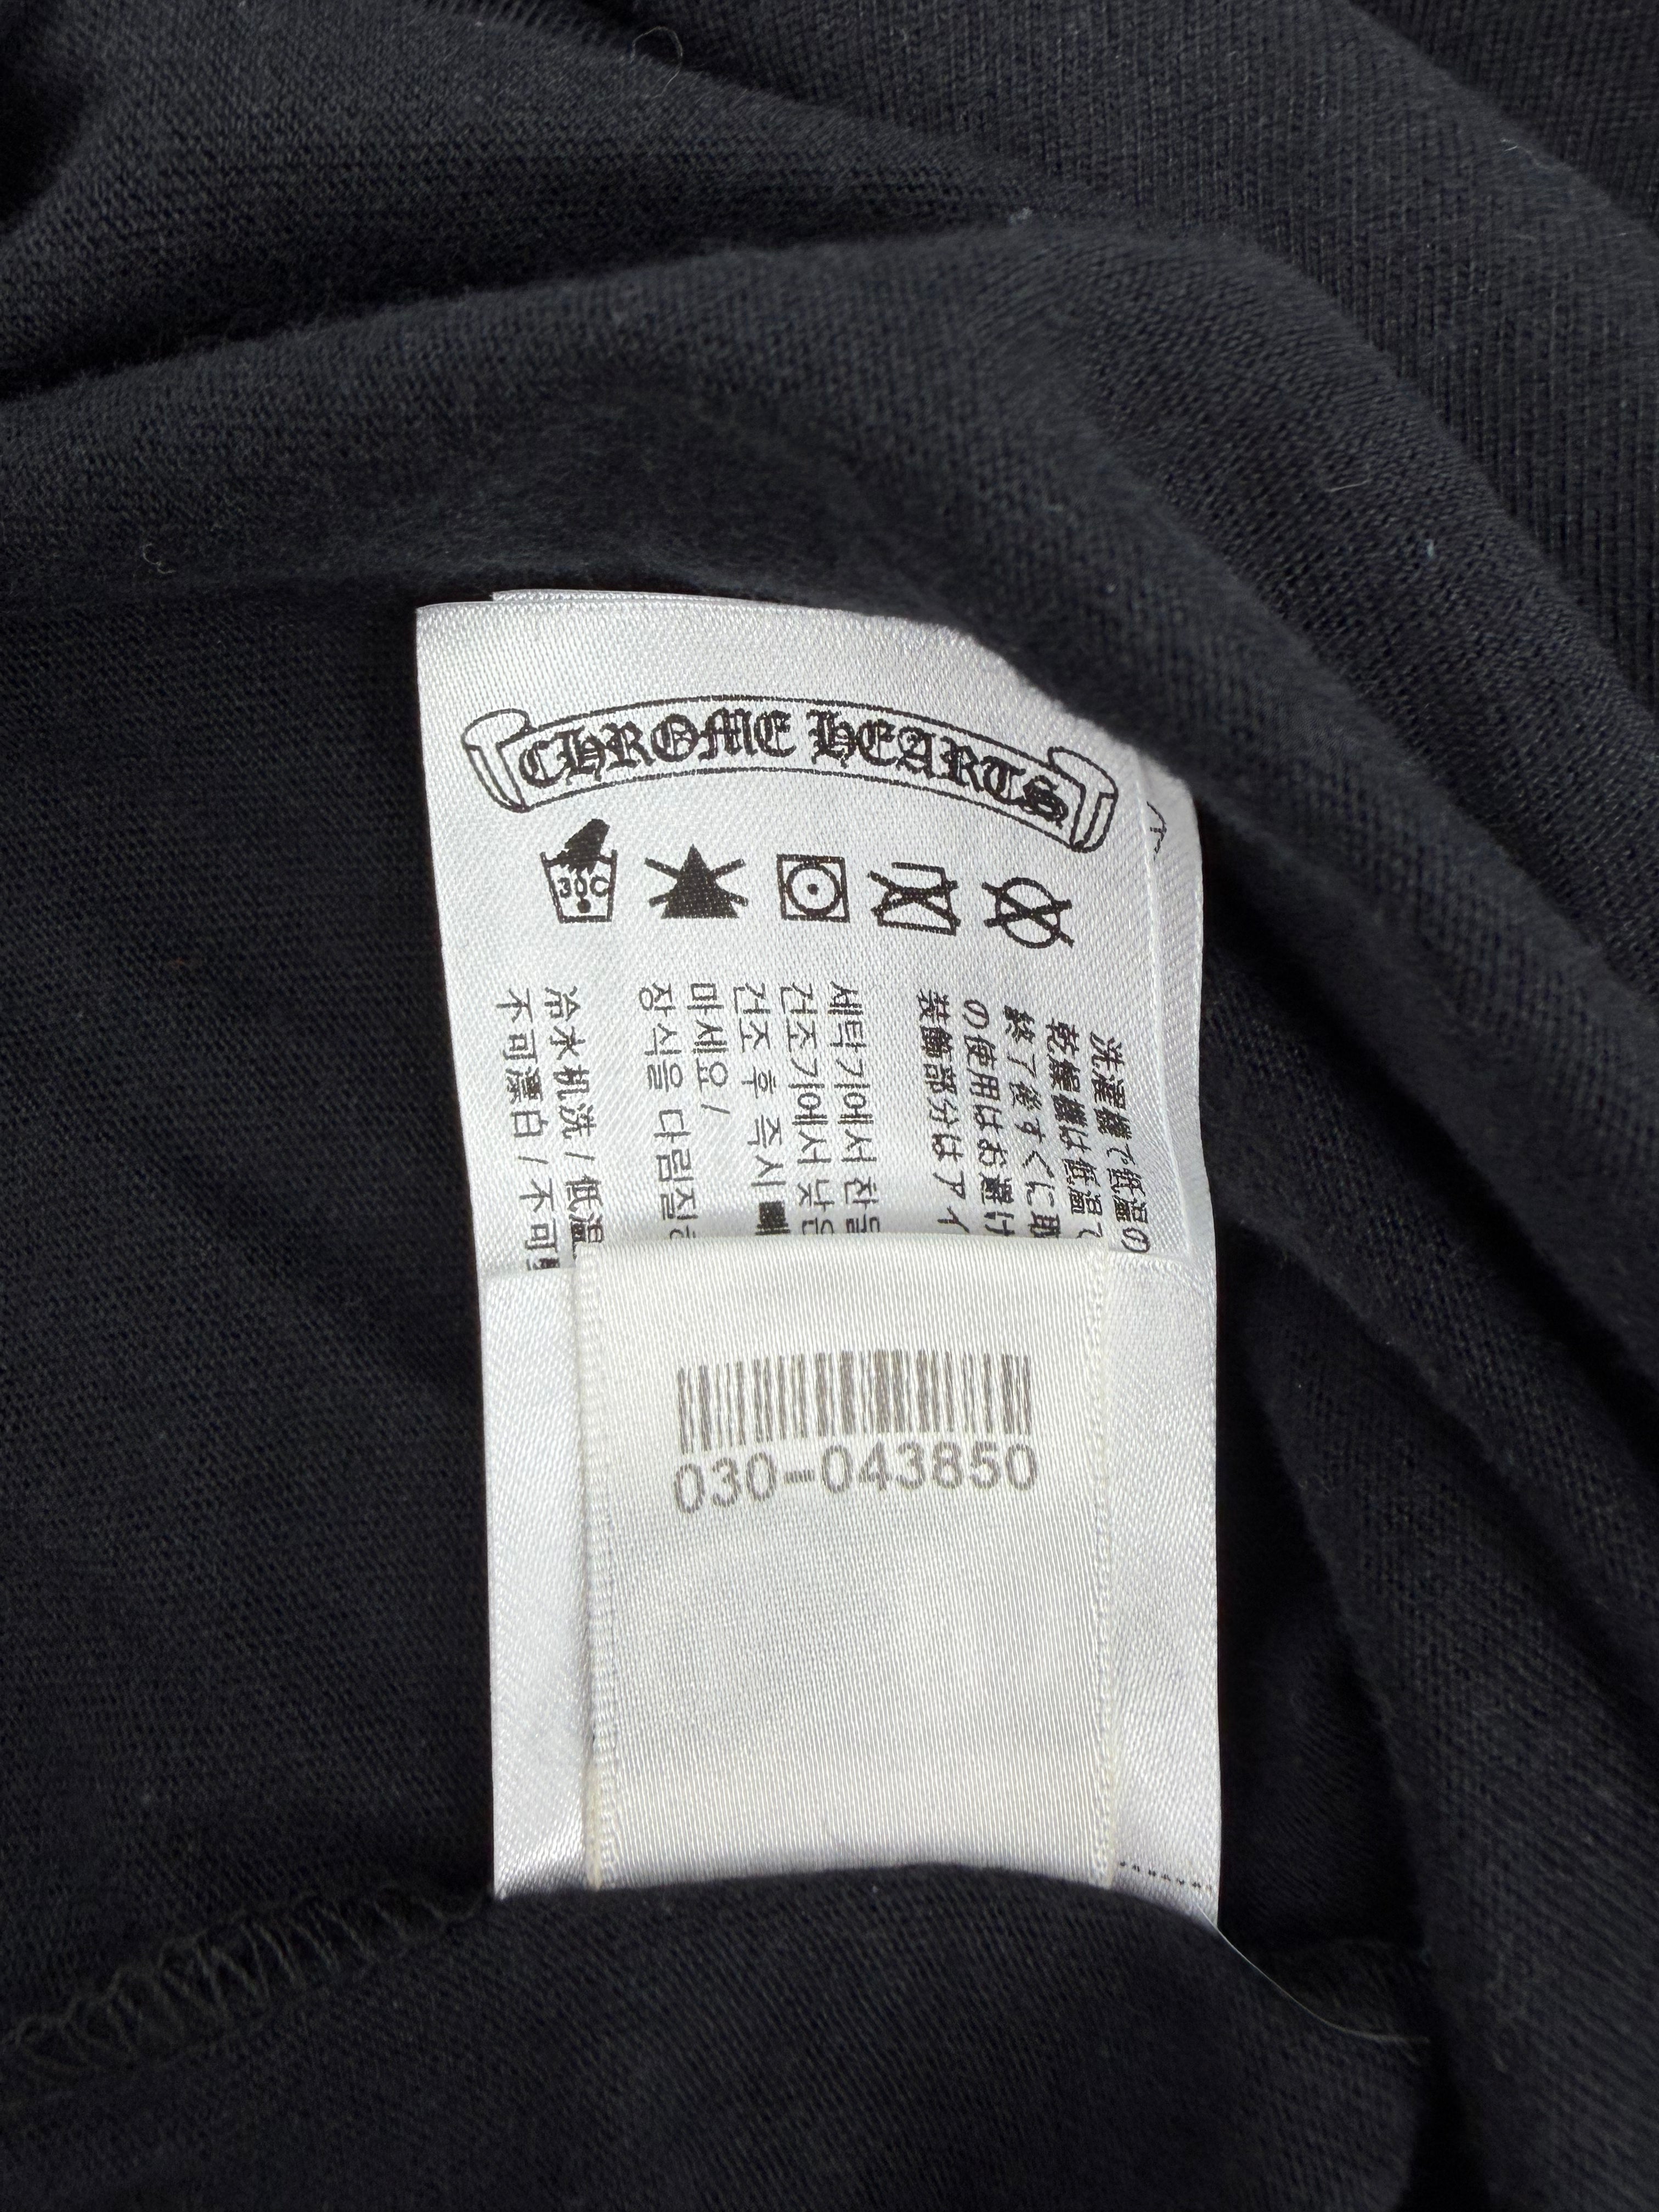 CHROME HEARTS
30C
冷水机洗 / 低温
不可漂白 / 不可
세탁기에서 찬물
건조기에서 낮은
건조 후 즉시 빼
마세요 /
장식을 다림질하
洗濯機で低温の
乾燥機は低温で
終了後すぐに取
の使用はお避け
装飾部分はアイ
030-043850